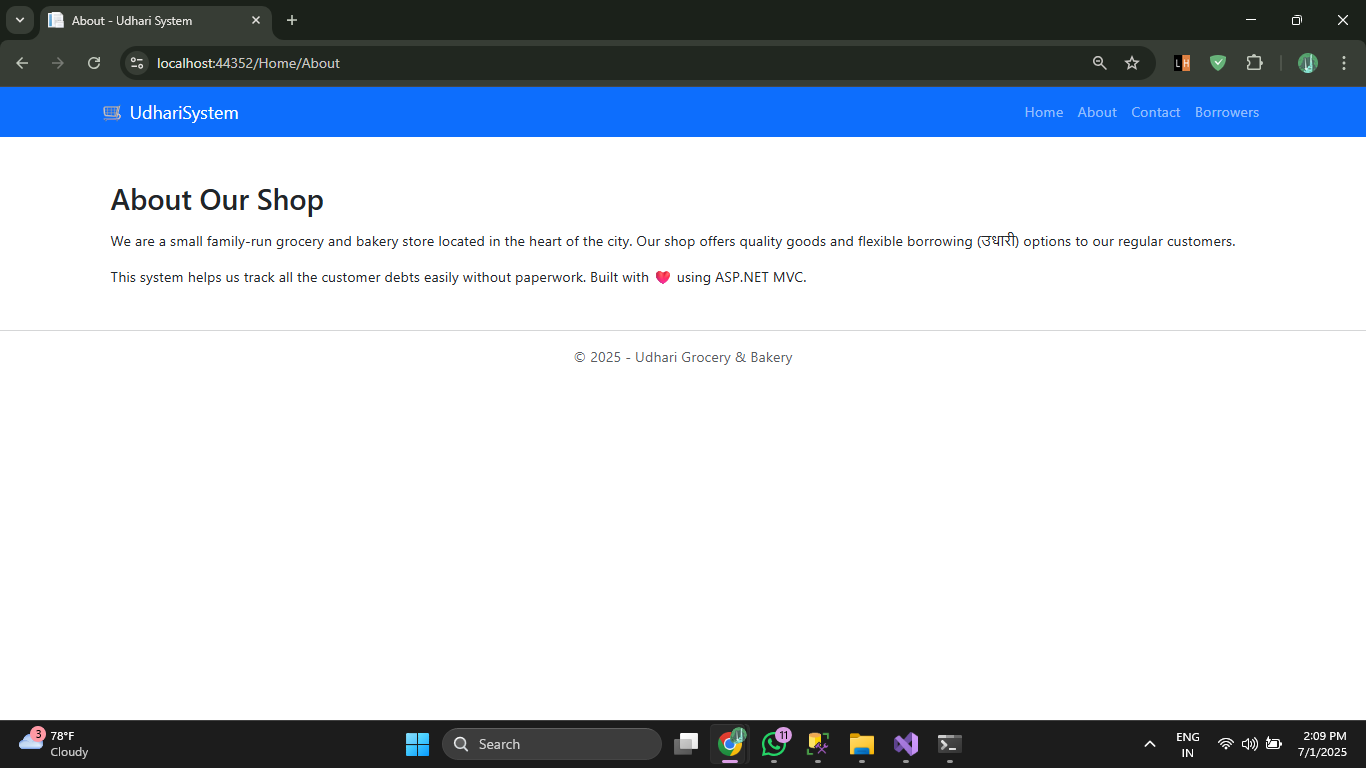 About - Udhari System
localhost:44352/Home/About
L H
UdhariSystem
Home About Contact Borrowers
About Our Shop
We are a small family-run grocery and bakery store located in the heart of the city. Our shop offers quality goods and flexible borrowing (उधारी) options to our regular customers.
This system helps us track all the customer debts easily without paperwork. Built with ❤️ using ASP.NET MVC.
© 2025 - Udhari Grocery & Bakery
3
78°F
Cloudy
Search
11
ENG
IN
2:09 PM
7/1/2025